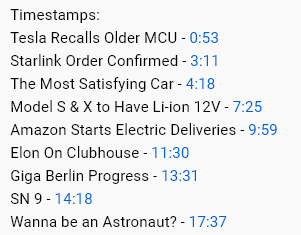 Timestamps:
Tesla Recalls Older MCU - 0:53
Starlink Order Confirmed - 3:11
The Most Satisfying Car - 4:18
Model S & X to Have Li-ion 12V - 7:25
Amazon Starts Electric Deliveries - 9:59
Elon On Clubhouse - 11:30
Giga Berlin Progress - 13:31
SN 9 - 14:18
Wanna be an Astronaut? - 17:37